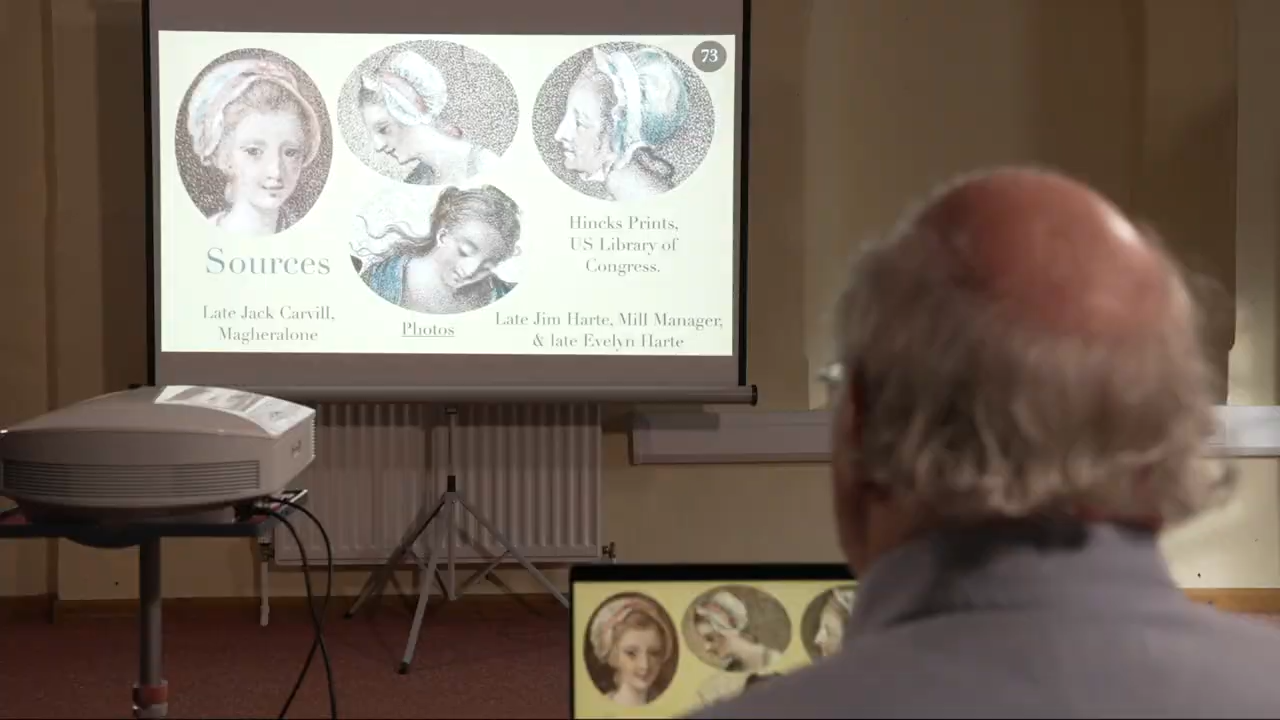 73
Hincks Prints,
US Library of
Congress.
Sources
Late Jack Carvill,
Magheralone
Photos
Late Jim Harte, Mill Manager,
& late Evelyn Harte